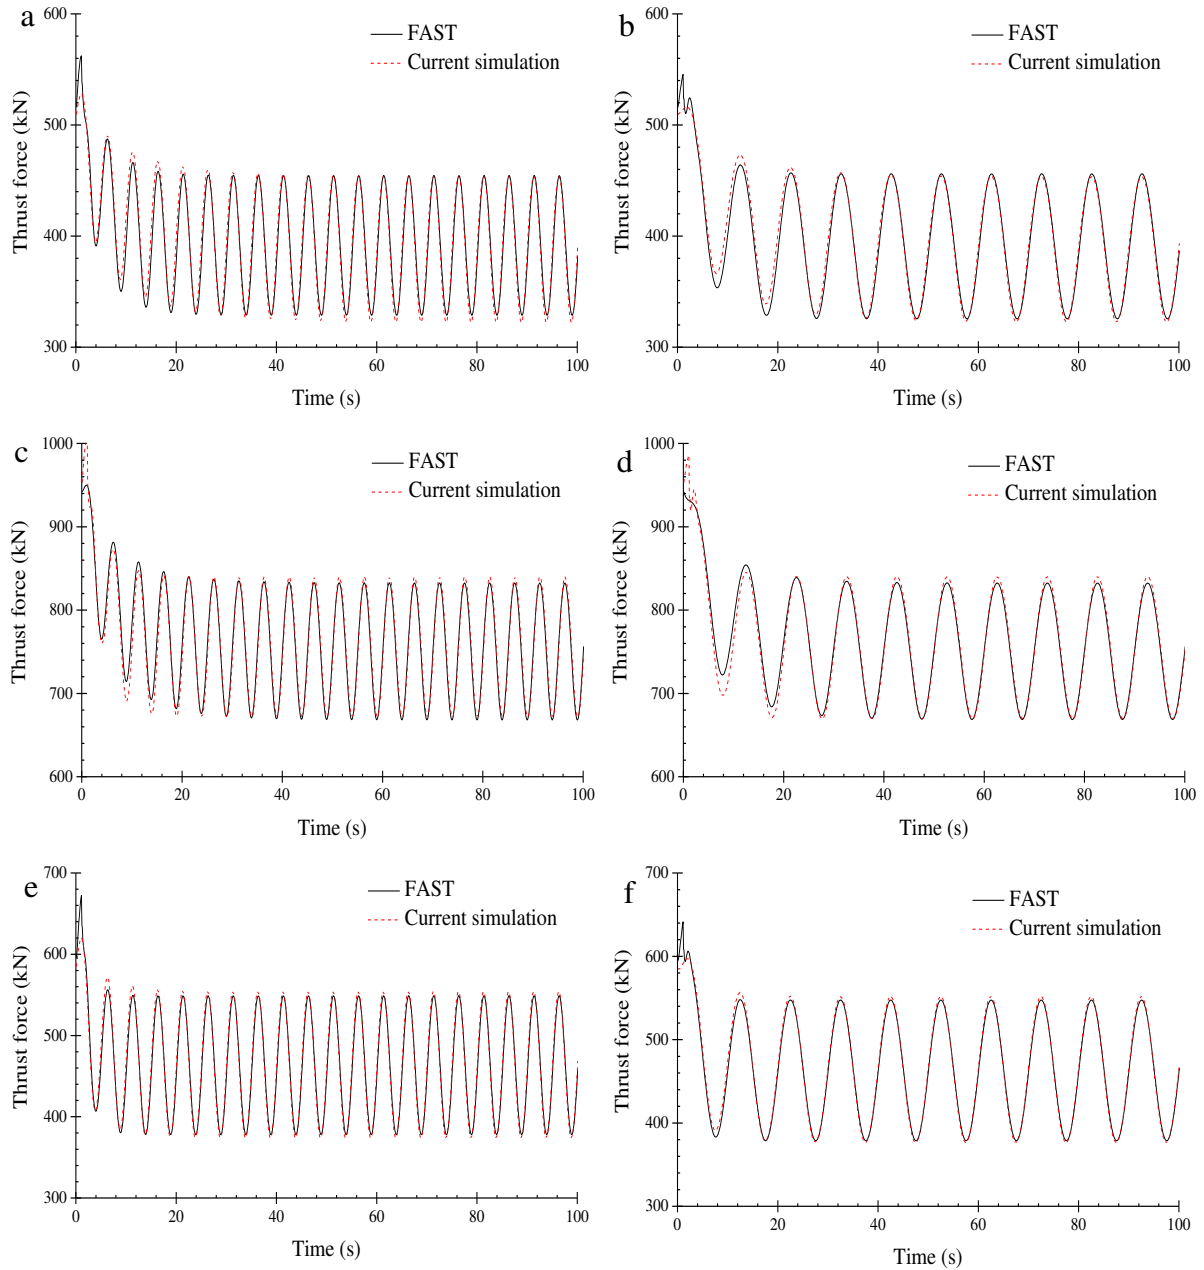 a
600
500
400
300
Thrust force (kN)
FAST
Current simulation
0 20 40 60 80 100
Time (s)
b
600
500
400
300
Thrust force (kN)
FAST
Current simulation
0 20 40 60 80 100
Time (s)
c
1000
900
800
700
600
Thrust force (kN)
FAST
Current simulation
0 20 40 60 80 100
Time (s)
d
1000
900
800
700
600
Thrust force (kN)
FAST
Current simulation
0 20 40 60 80 100
Time (s)
e
700
600
500
400
300
Thrust force (kN)
FAST
Current simulation
0 20 40 60 80 100
Time (s)
f
700
600
500
400
300
Thrust force (kN)
FAST
Current simulation
0 20 40 60 80 100
Time (s)